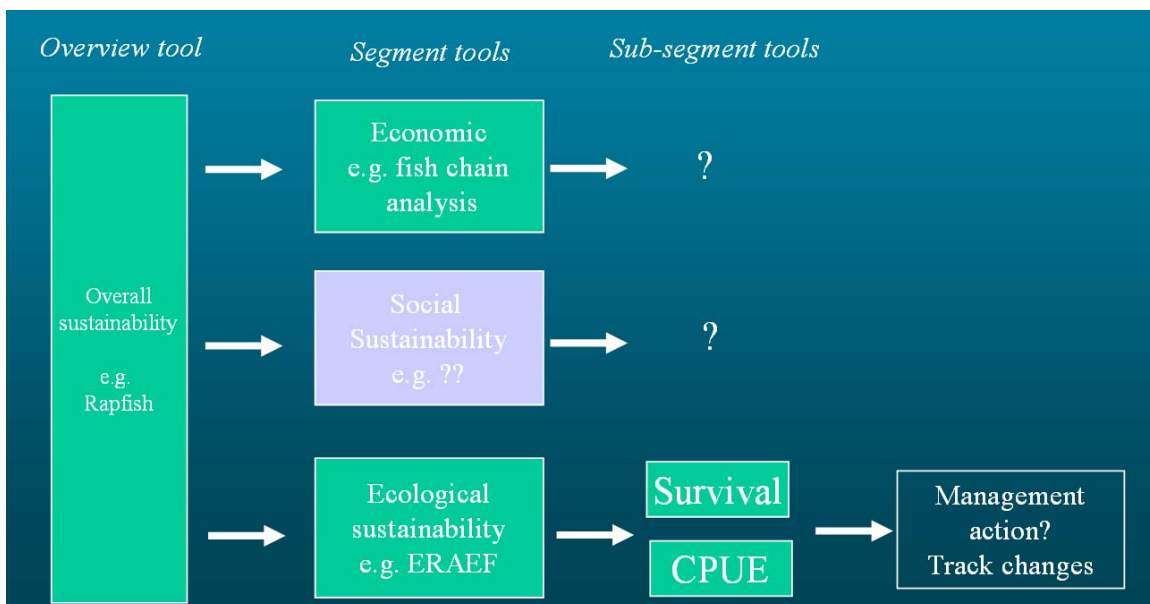 Overview tool
Segment tools
Sub-segment tools
Overall
sustainability
e.g.
Rapfish
Economic
e.g. fish chain
analysis
?
Social
Sustainability
e.g. ??
?
Ecological
sustainability
e.g. ERAEF
Survival
CPUE
Management
action?
Track changes